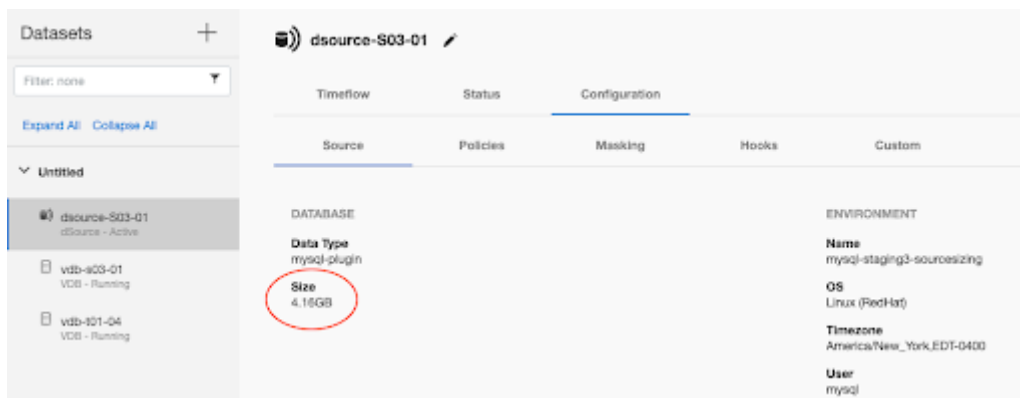 Datasets
Filter: none
Expand All Collapse All
Untitled
dsource-S03-01
dSource - Active
vdb-s03-01
VDB - Running
vdb-t01-04
VDB - Running
dsource-S03-01
Timeflow Status Configuration
Source Policies Masking Hooks Custom
DATABASE
Data Type
mysql-plugin
Size
4.16GB
ENVIRONMENT
Name
mysql-staging3-sourcesizing
OS
Linux (RedHat)
Timezone
America/New_York,EDT-0400
User
mysql